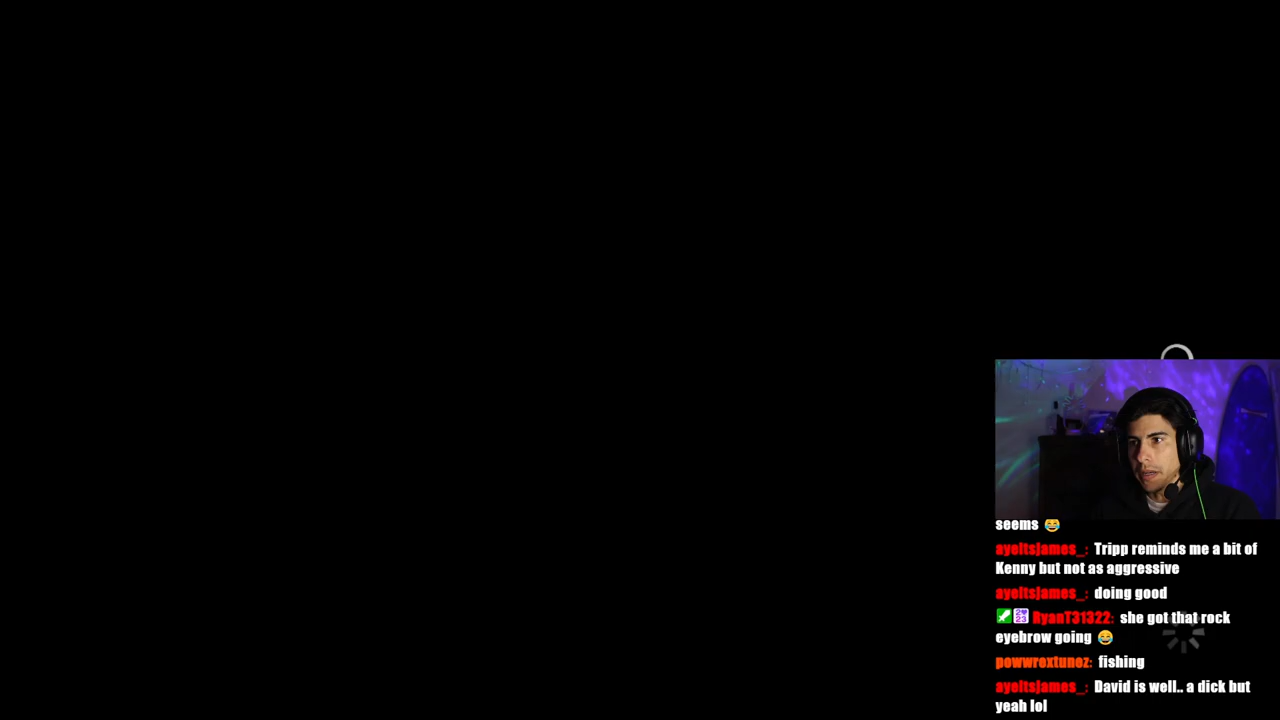 seems 😂
ayeitsjames_: Tripp reminds me a bit of
Kenny but not as aggressive
ayeitsjames_: doing good
RyanT31322: she got that rock
eyebrow going 😂
powwrextunez: fishing
ayeitsjames_: David is well.. a dick but
yeah lol